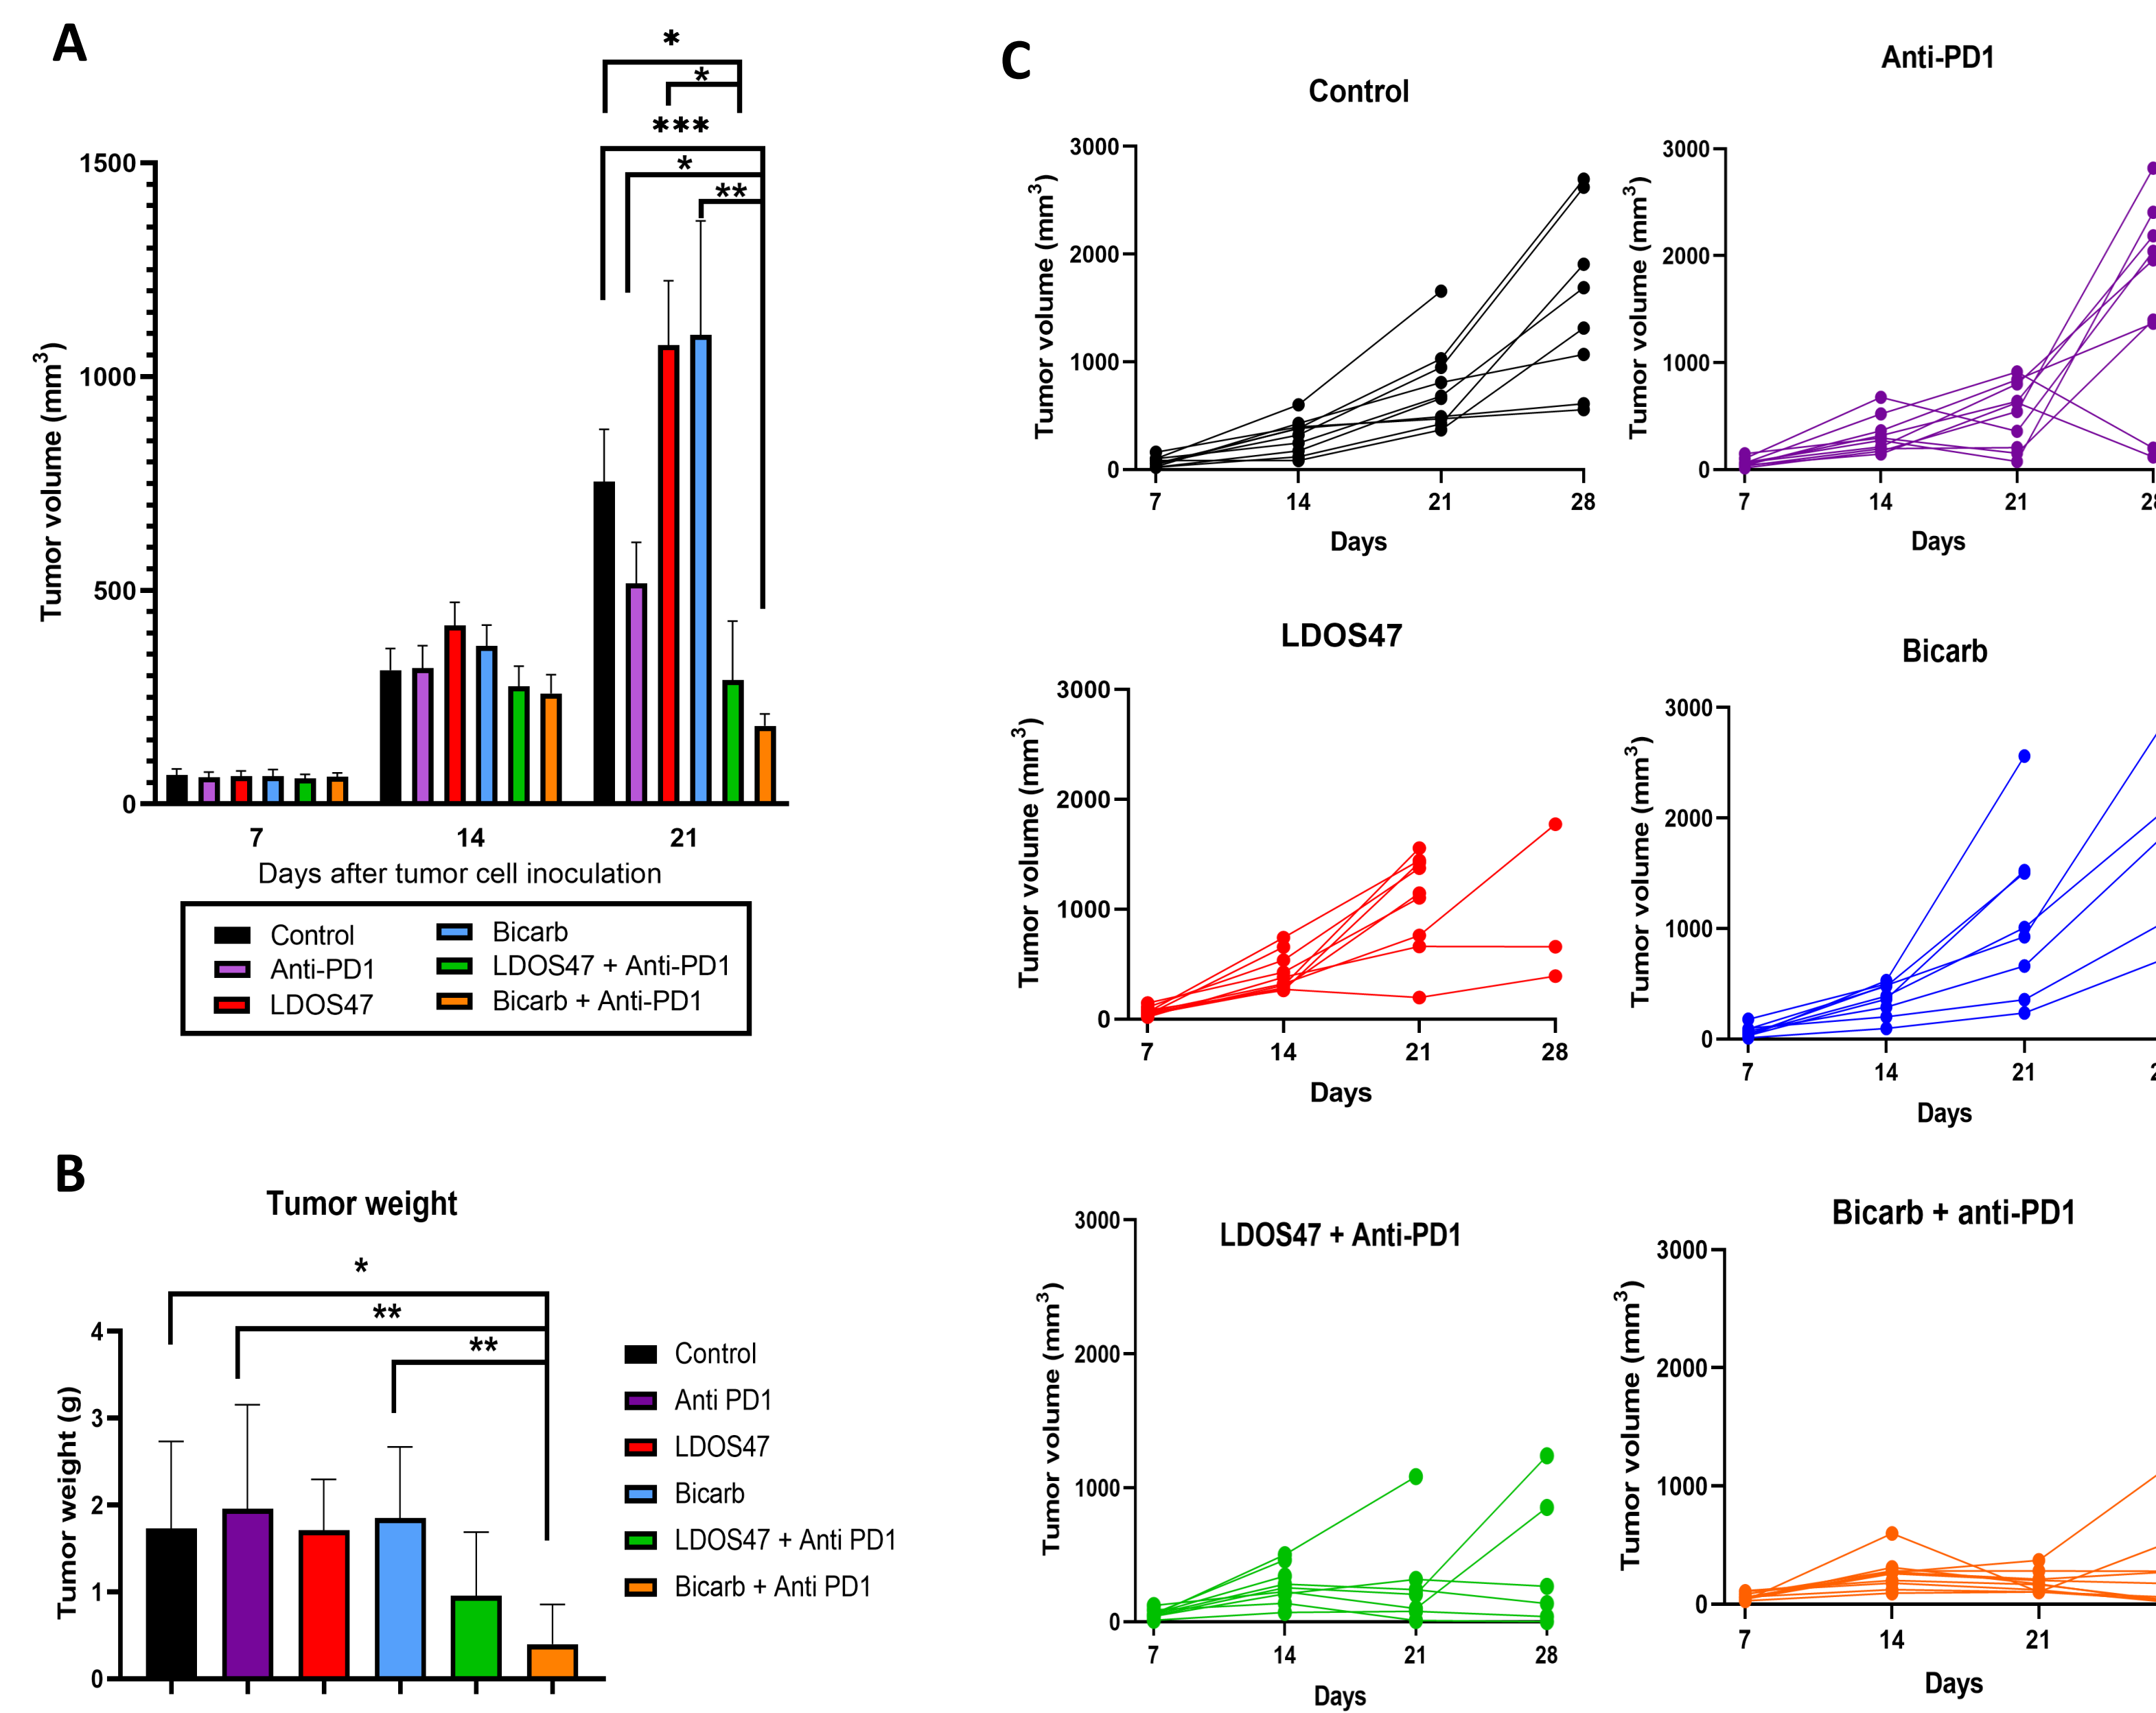 A
*
*
***
*
**
1500
1000
500
0
Tumor volume (mm3)
7 14 21
Days after tumor cell inoculation
Control
Anti-PD1
LDOS47
Bicarb
LDOS47 + Anti-PD1
Bicarb + Anti-PD1
B
Tumor weight
*
**
**
4
3
2
1
0
Tumor weight (g)
Control
Anti PD1
LDOS47
Bicarb
LDOS47 + Anti PD1
Bicarb + Anti PD1
C
Control
3000
2000
1000
0
Tumor volume (mm3)
7 14 21 28
Days
Anti-PD1
3000
2000
1000
0
Tumor volume (mm3)
7 14 21 28
Days
LDOS47
3000
2000
1000
0
Tumor volume (mm3)
7 14 21 28
Days
Bicarb
3000
2000
1000
0
Tumor volume (mm3)
7 14 21
Days
LDOS47 + Anti-PD1
3000
2000
1000
0
Tumor volume (mm3)
7 14 21 28
Days
Bicarb + anti-PD1
3000
2000
1000
0
Tumor volume (mm3)
7 14 21
Days